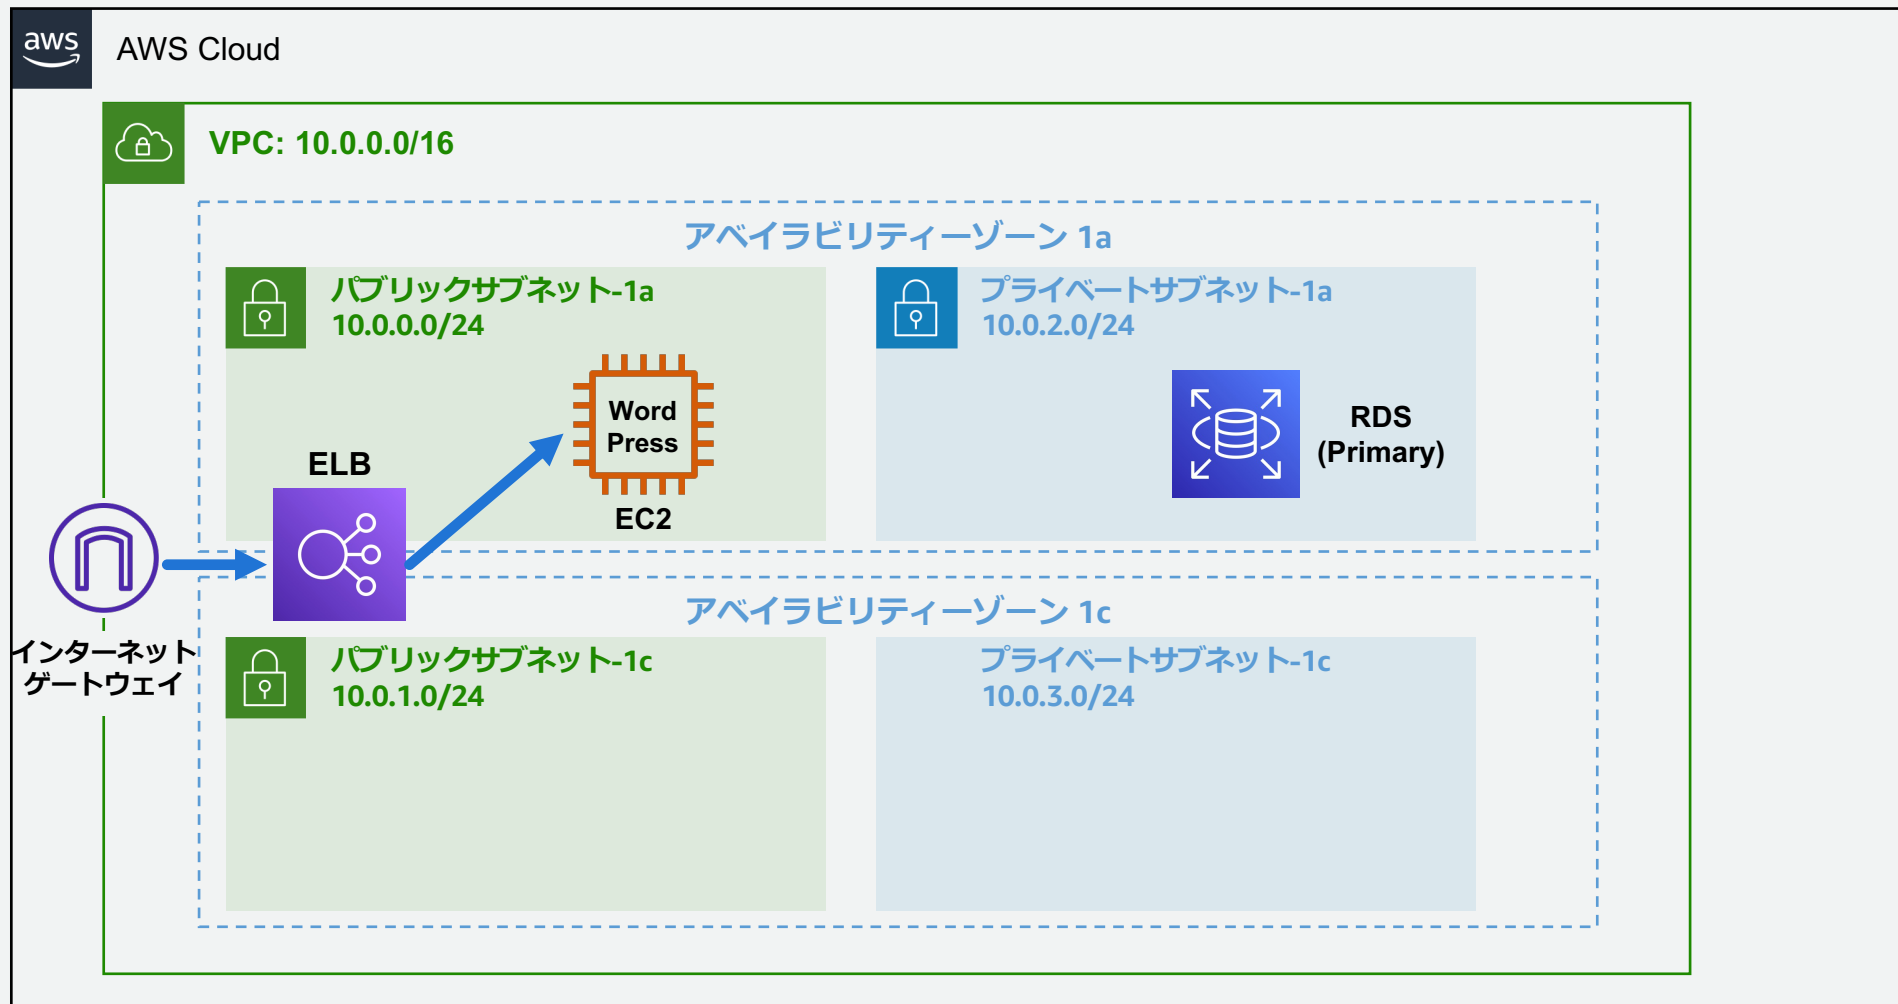 aws
AWS Cloud
VPC: 10.0.0.0/16
アベイラビリティーゾーン 1a
パブリックサブネット-1a
10.0.0.0/24
プライベートサブネット-1a
10.0.2.0/24
Word
Press
EC2
RDS
(Primary)
ELB
インターネット
ゲートウェイ
アベイラビリティーゾーン 1c
パブリックサブネット-1c
10.0.1.0/24
プライベートサブネット-1c
10.0.3.0/24